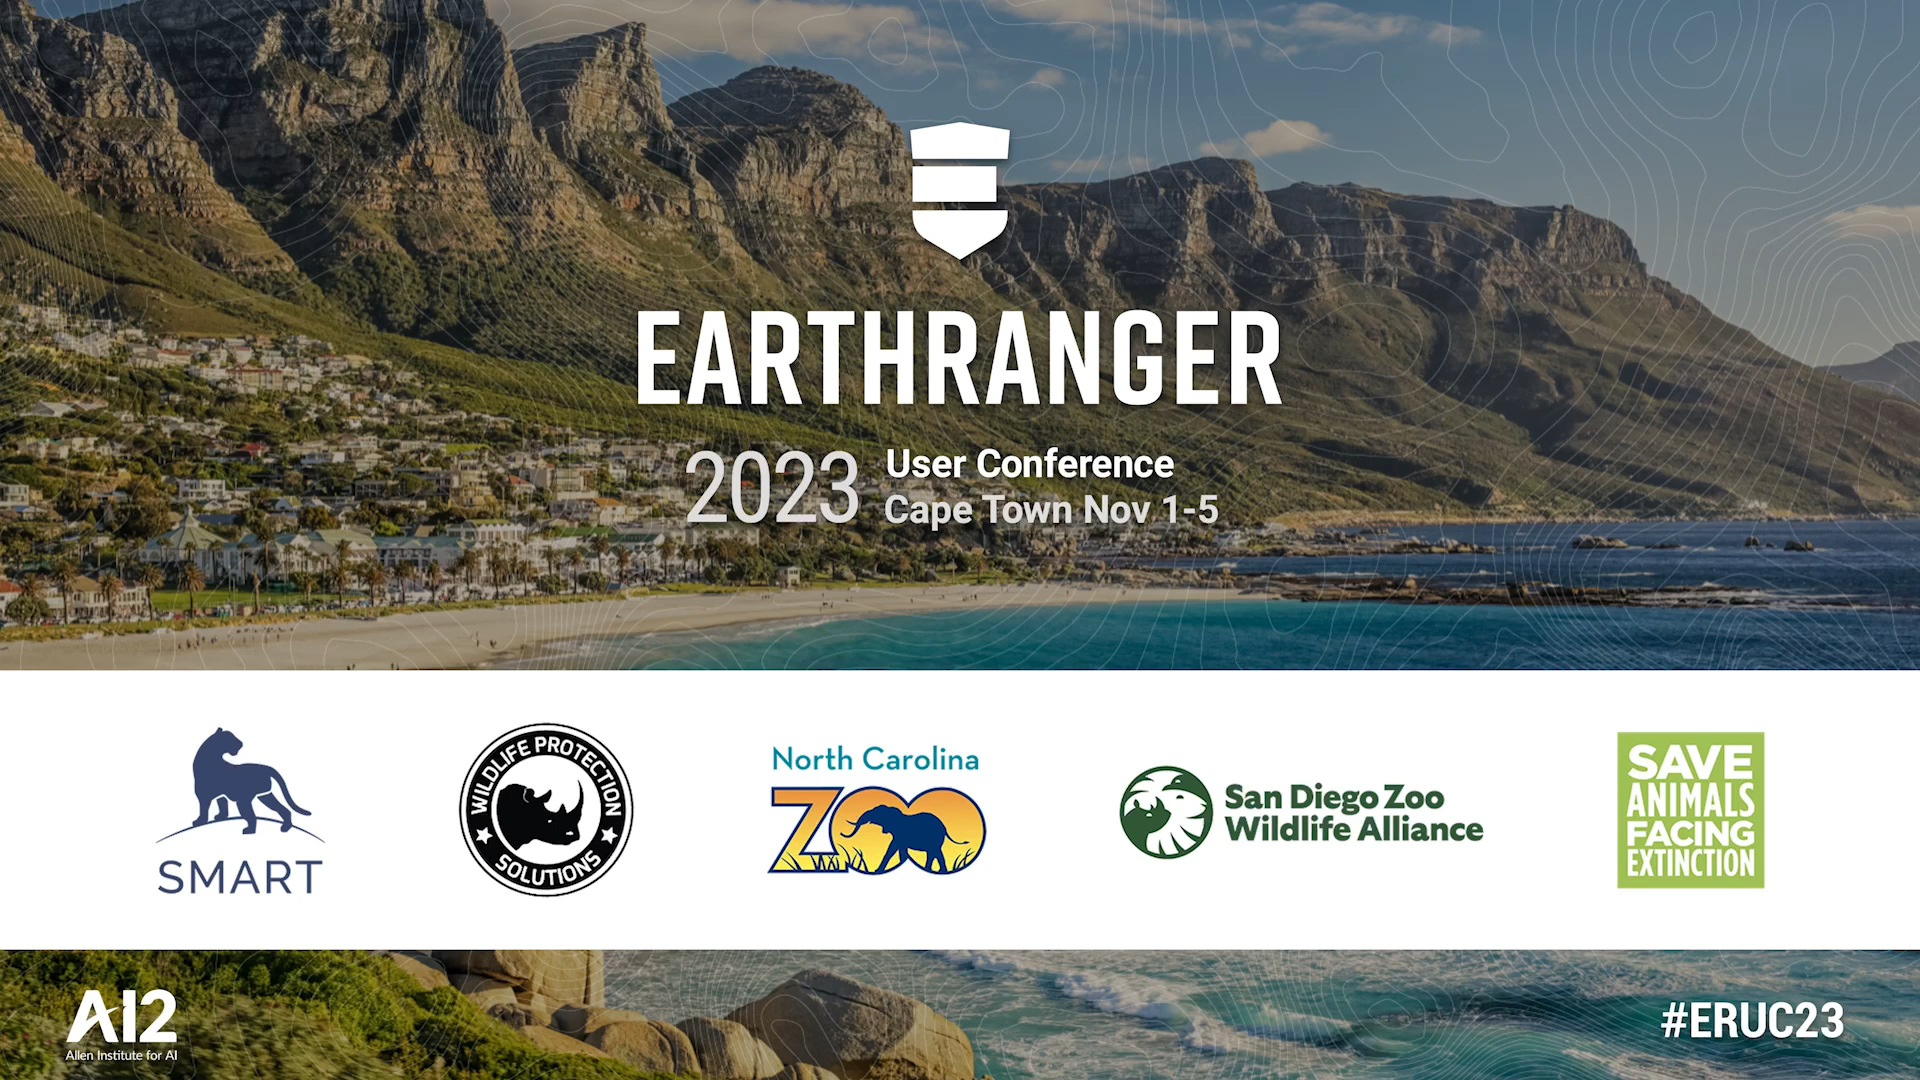 EARTHRANGER
2023
User Conference
Cape Town Nov 1-5
SMART
WILDLIFE PROTECTION
SOLUTIONS
North Carolina
ZOO
San Diego Zoo
Wildlife Alliance
SAVE
ANIMALS
FACING
EXTINCTION
AI2
Allen Institute for AI
#ERUC23